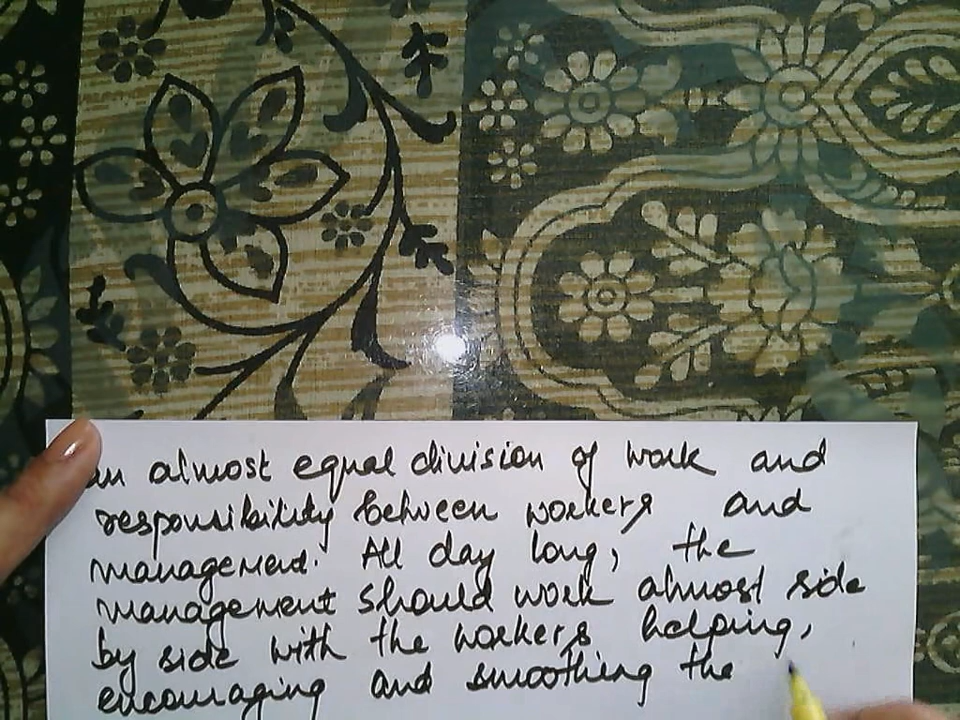 an almost equal division of work and
responsibility between workers and
management. All day long, the
management should work almost side
by side with the workers helping,
encouraging and smoothing the